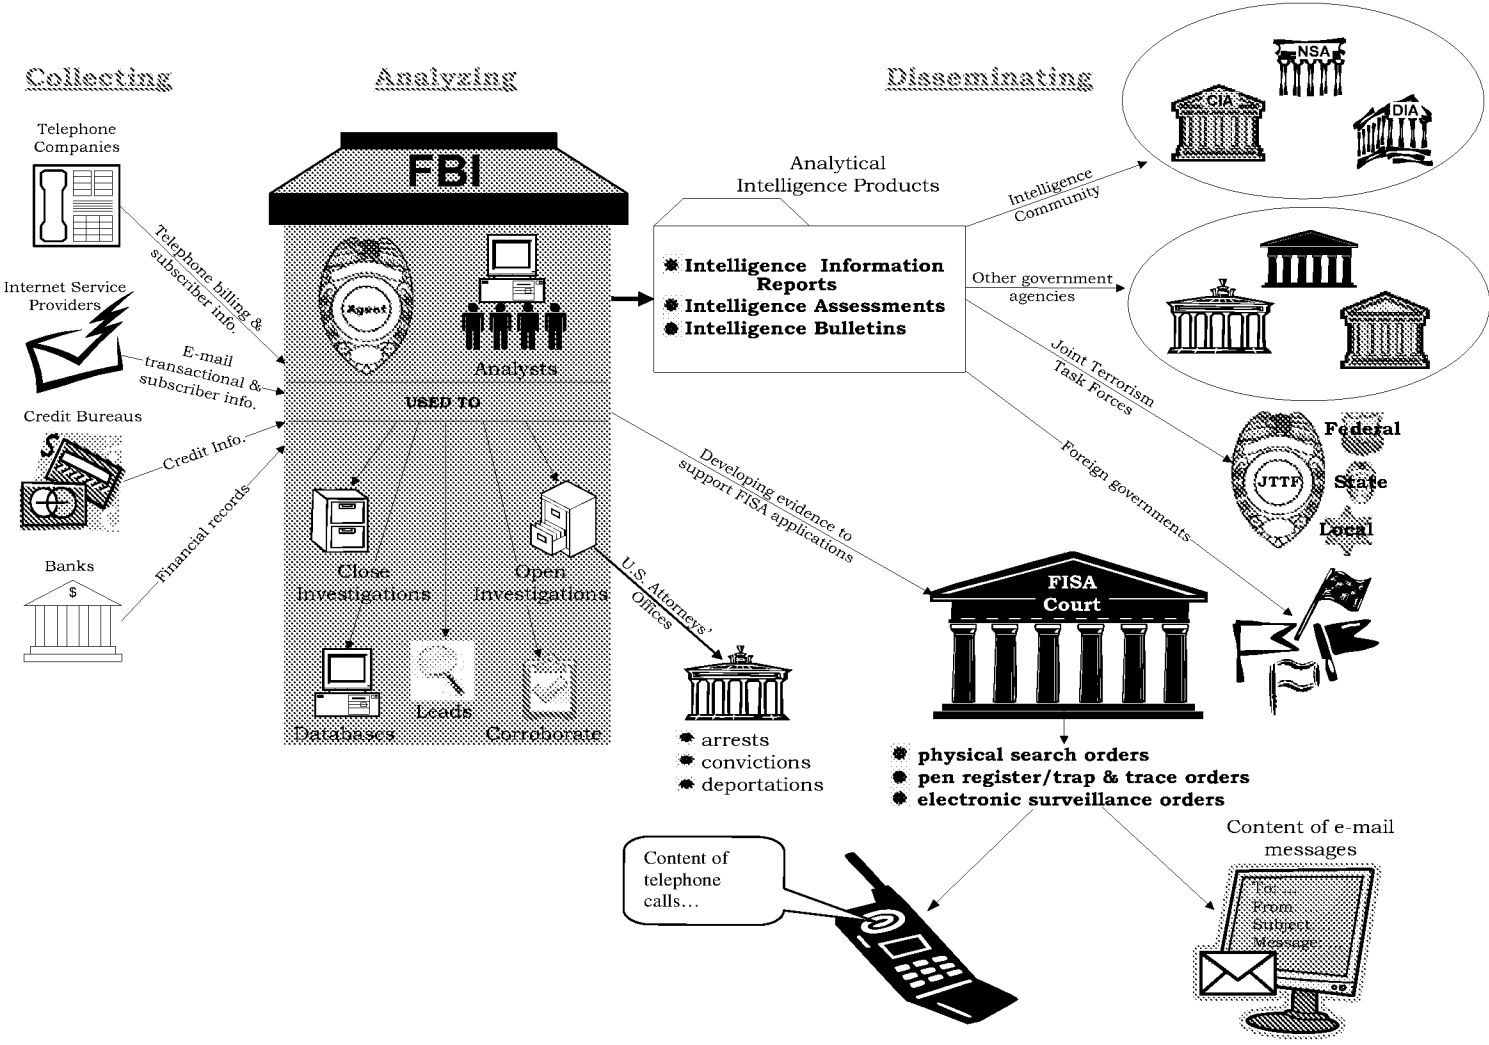 Collecting
Analyzing
Disseminating
Telephone
Companies
Telephone billing &
subscriber info.
Internet Service
Providers
E-mail
transactional &
subscriber info.
Credit Bureaus
$
Credit Info.
Banks
$
Financial records
FBI
Agent
Analysts
USED TO
Close
Investigations
Open
Investigations
Databases
Leads
Corroborate
Analytical
Intelligence Products
Intelligence Information
Reports
Intelligence Assessments
Intelligence Bulletins
Intelligence
Community
NSA
CIA
DIA
Other government
agencies
Joint Terrorism
Task Forces
JTTF
Federal
State
Local
Foreign governments
Developing evidence to
support FISA applications
U.S. Attorneys'
Offices
arrests
convictions
deportations
FISA
Court
physical search orders
pen register/trap & trace orders
electronic surveillance orders
Content of
telephone
calls…
Content of e-mail
messages
To: ...
From
Subject
Message